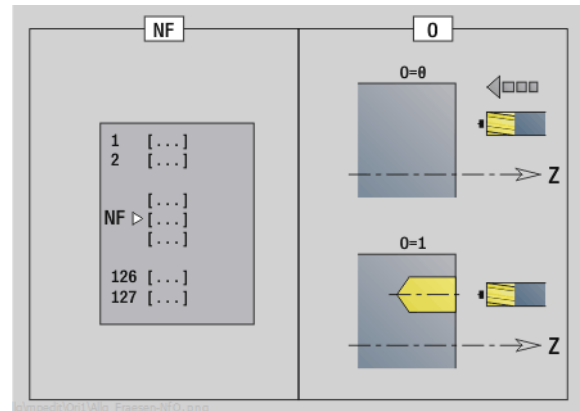 NF
1 [...]
2 [...]
[...]
NF [...]
[...]
126 [...]
127 [...]
O
O=0
Z
O=1
Z